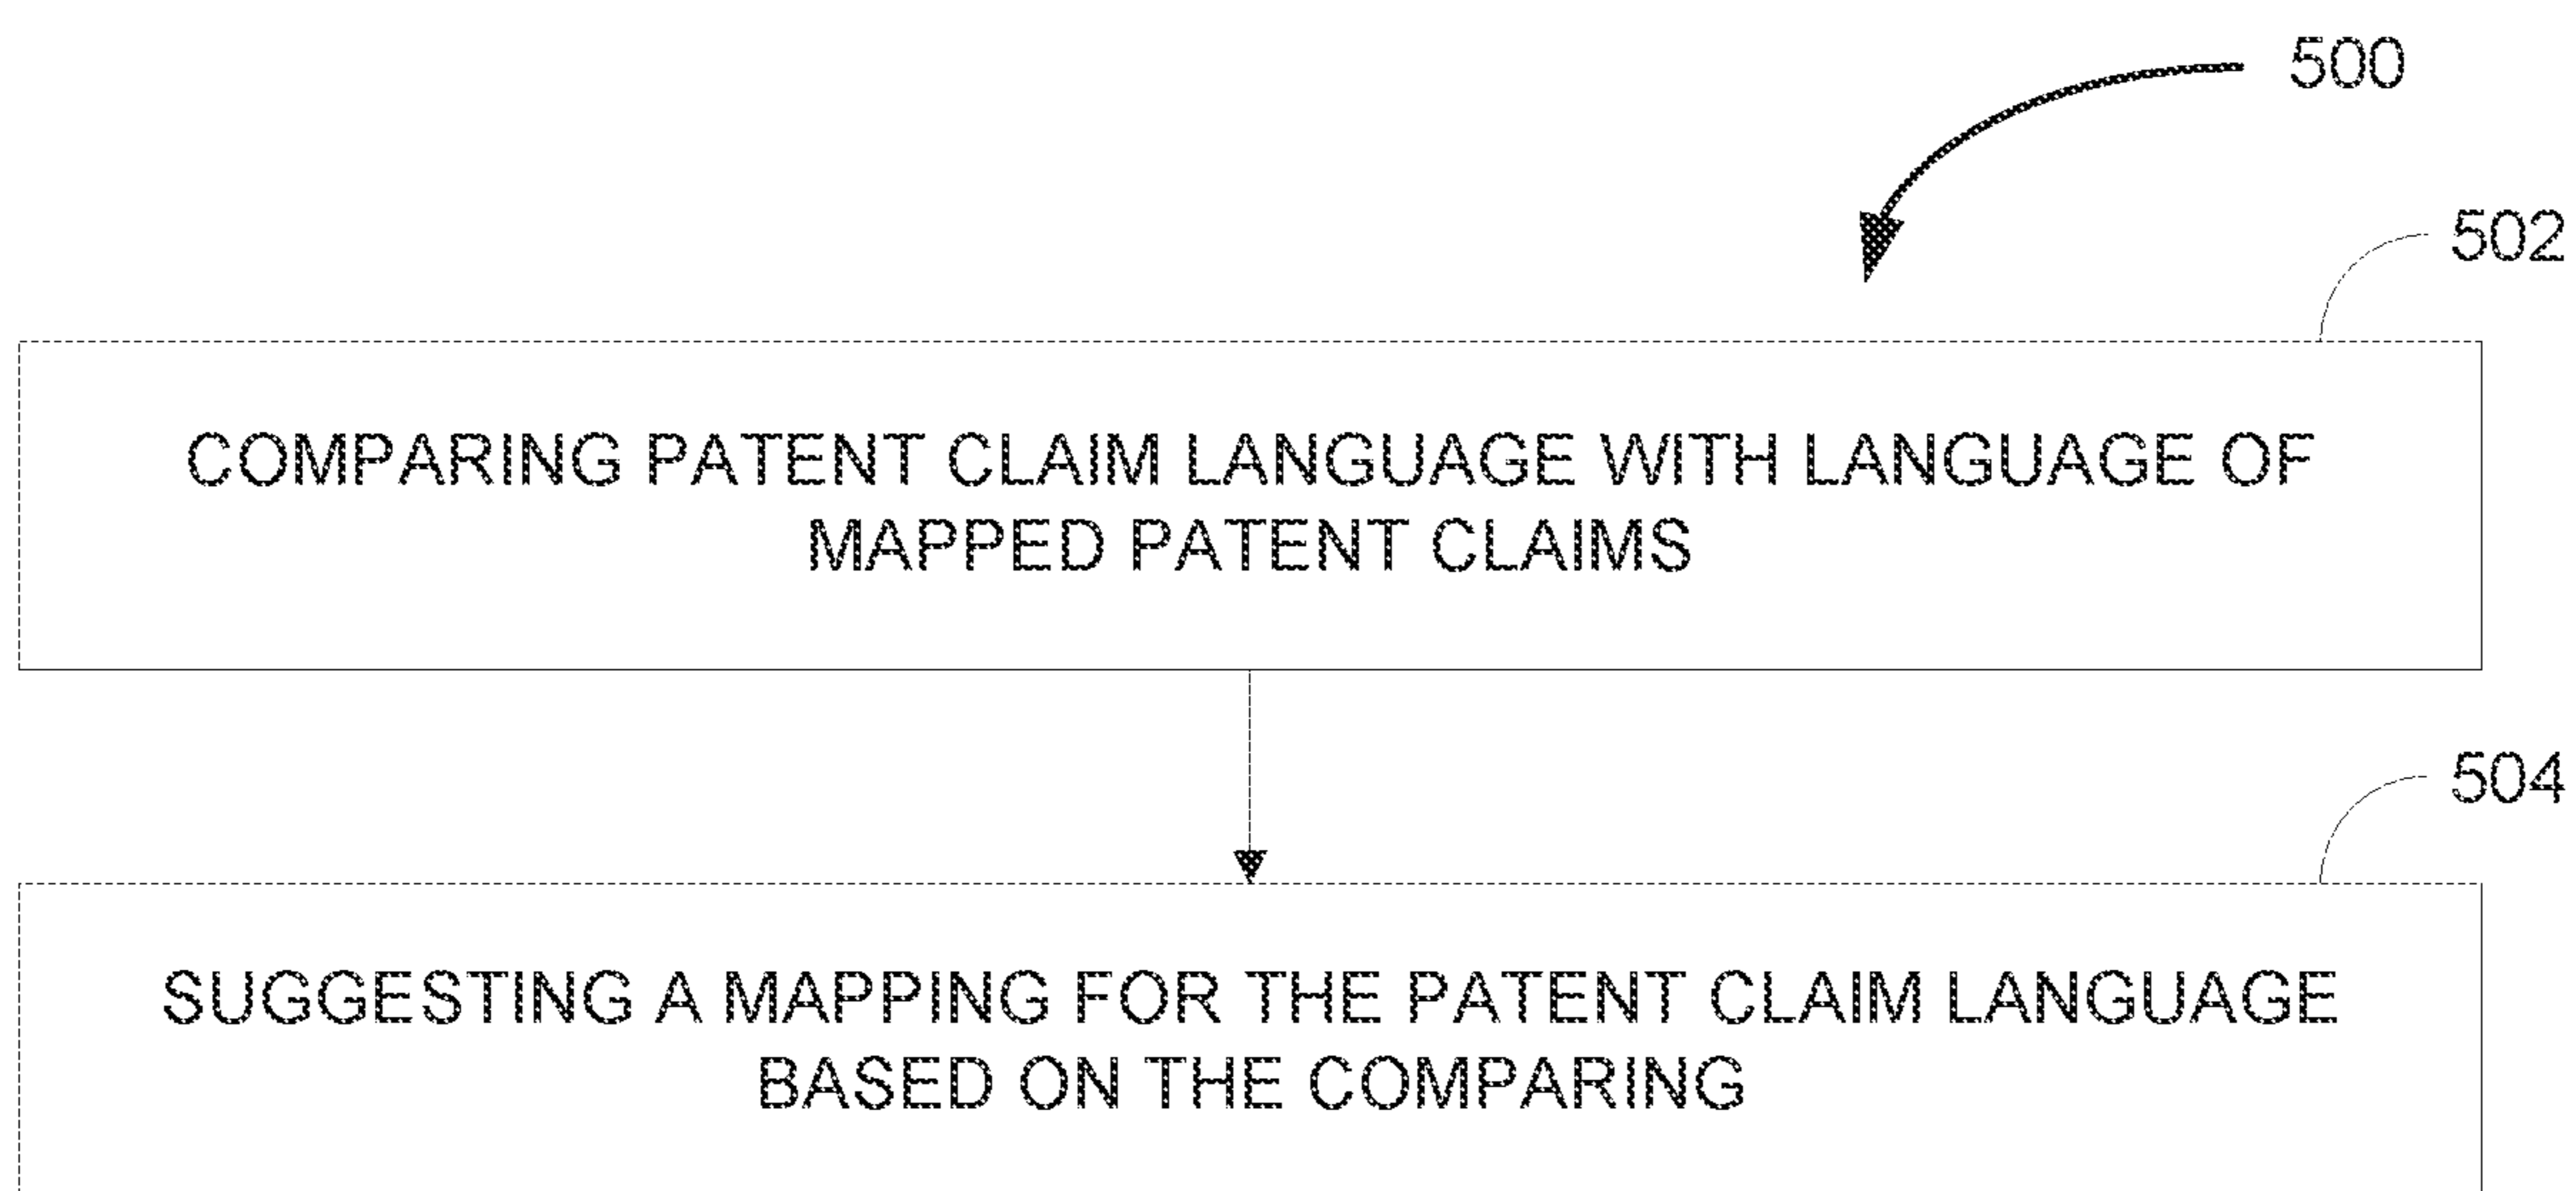 500
502
COMPARING PATENT CLAIM LANGUAGE WITH LANGUAGE OF
MAPPED PATENT CLAIMS
504
SUGGESTING A MAPPING FOR THE PATENT CLAIM LANGUAGE
BASED ON THE COMPARING